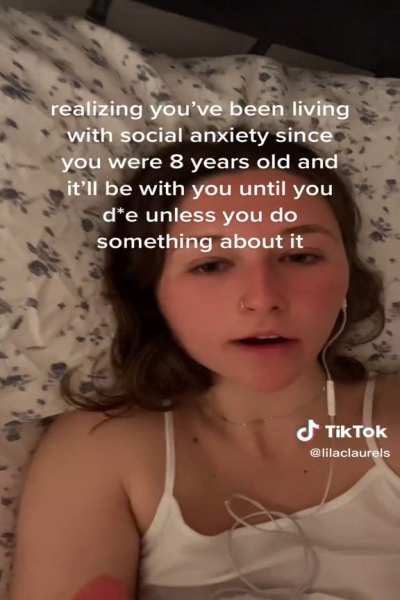 realizing you've been living
with social anxiety since
you were 8 years old and
it'll be with you until you
d*e unless you do
something about it
TikTok
@lilaclaurels